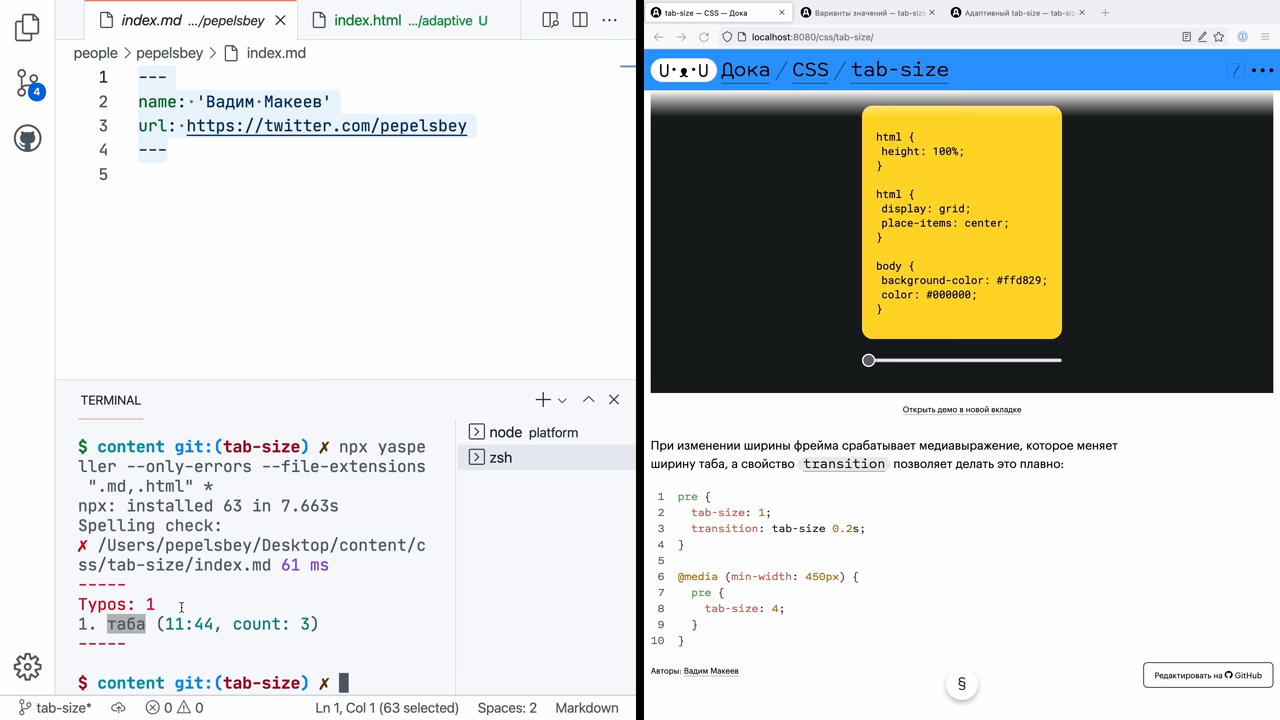 index.md .../pepelsbey
index.html .../adaptive U
people > pepelsbey > index.md
4
1 ---
2 name: 'Вадим Макеев'
3 url: https://twitter.com/pepelsbey
4 ---
5
TERMINAL
$ content git:(tab-size) ✗ npx yaspe
ller --only-errors --file-extensions
".md,.html" *
npx: installed 63 in 7.663s
Spelling check:
✗ /Users/pepelsbey/Desktop/content/c
ss/tab-size/index.md 61 ms
-----
Typos: 1
1. таба (11:44, count: 3)
-----
$ content git:(tab-size) ✗
node platform
zsh
tab-size* 0 0 Ln 1, Col 1 (63 selected) Spaces: 2 Markdown
tab-size — CSS — Дока
Варианты значений — tab-siz
Адаптивный tab-size — tab-siz
localhost:8080/css/tab-size/
U·ᴥ·U Дока / CSS / tab-size
/
html {
height: 100%;
}
html {
display: grid;
place-items: center;
}
body {
background-color: #ffd829;
color: #000000;
}
Открыть демо в новой вкладке
При изменении ширины фрейма срабатывает медиавыражение, которое меняет
ширину таба, а свойство transition позволяет делать это плавно:
1 pre {
2 tab-size: 1;
3 transition: tab-size 0.2s;
4 }
5
6 @media (min-width: 450px) {
7 pre {
8 tab-size: 4;
9 }
10 }
Авторы: Вадим Макеев
§
Редактировать на GitHub